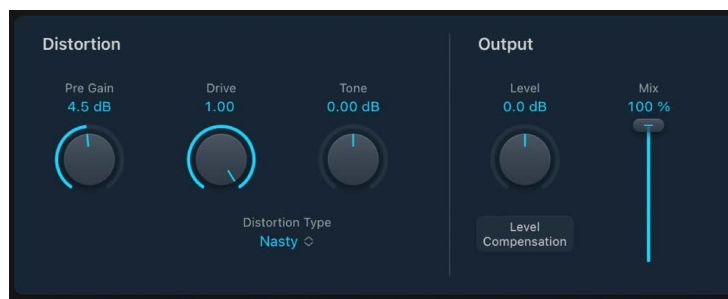 Distortion
Output
Pre Gain
4.5 dB
Drive
1.00
Tone
0.00 dB
Level
0.0 dB
Mix
100 %
Distortion Type
Nasty
Level
Compensation